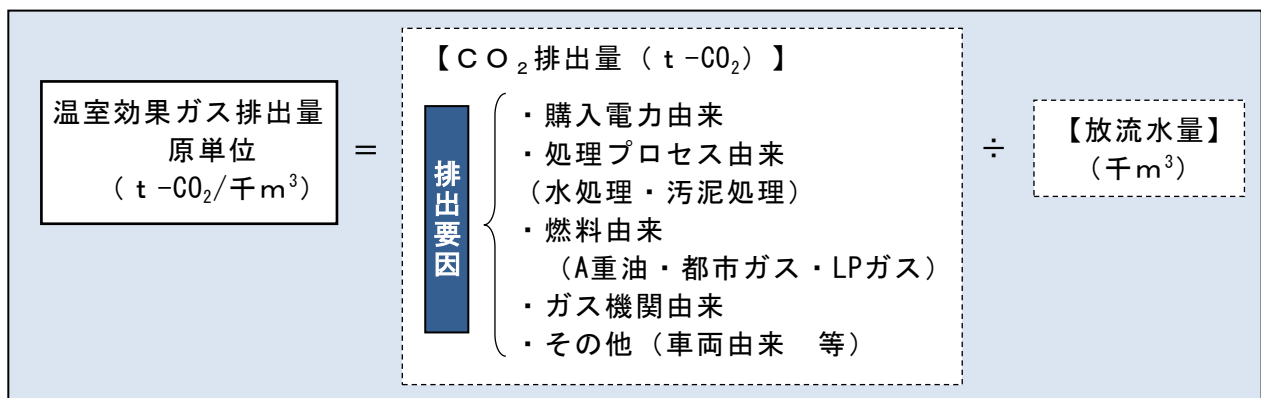 温室効果ガス排出量
原単位
（ｔ-CO₂/千ｍ³）
＝
【ＣＯ₂排出量（ｔ-CO₂）】
排出要因
・購入電力由来
・処理プロセス由来
（水処理・汚泥処理）
・燃料由来
（A重油・都市ガス・LPガス）
・ガス機関由来
・その他（車両由来　等）
÷
【放流水量】
（千ｍ³）